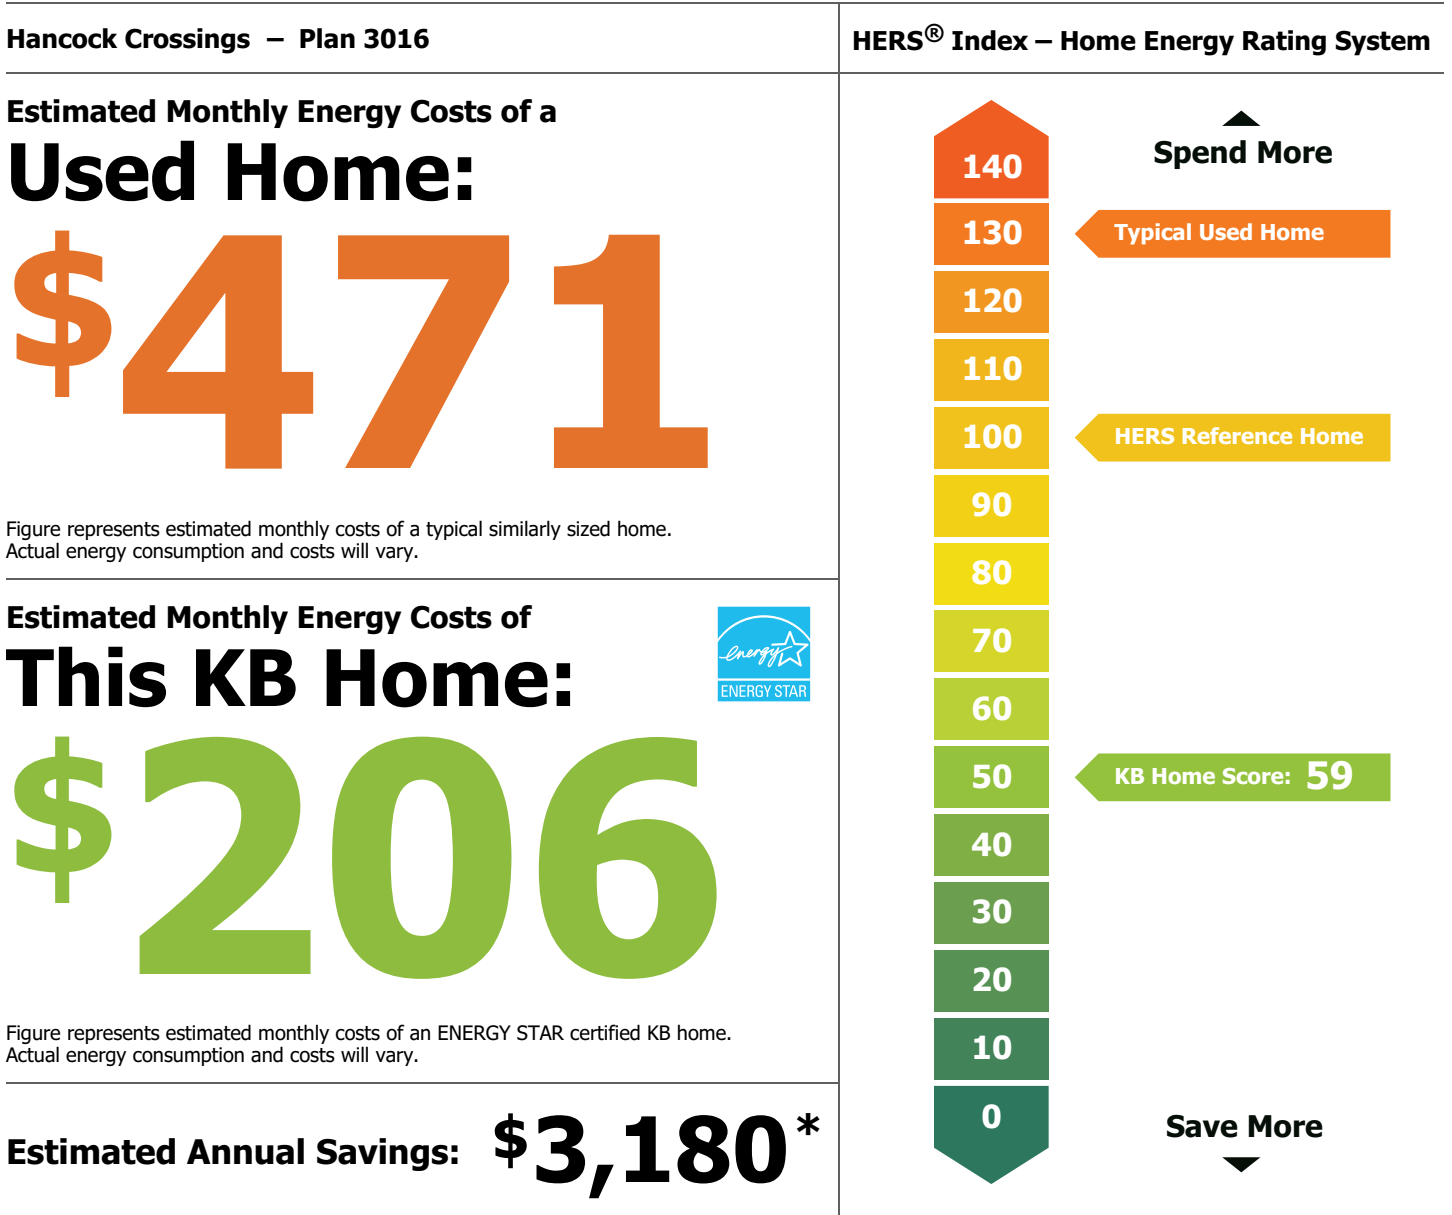 Hancock Crossings – Plan 3016
Estimated Monthly Energy Costs of a
Used Home:
$471
Figure represents estimated monthly costs of a typical similarly sized home.
Actual energy consumption and costs will vary.
Estimated Monthly Energy Costs of
This KB Home:
energy
ENERGY STAR
$206
Figure represents estimated monthly costs of an ENERGY STAR certified KB home.
Actual energy consumption and costs will vary.
Estimated Annual Savings: $3,180*
HERS® Index – Home Energy Rating System
Spend More
140
130 Typical Used Home
120
110
100 HERS Reference Home
90
80
70
60
50 KB Home Score: 59
40
30
20
10
0
Save More